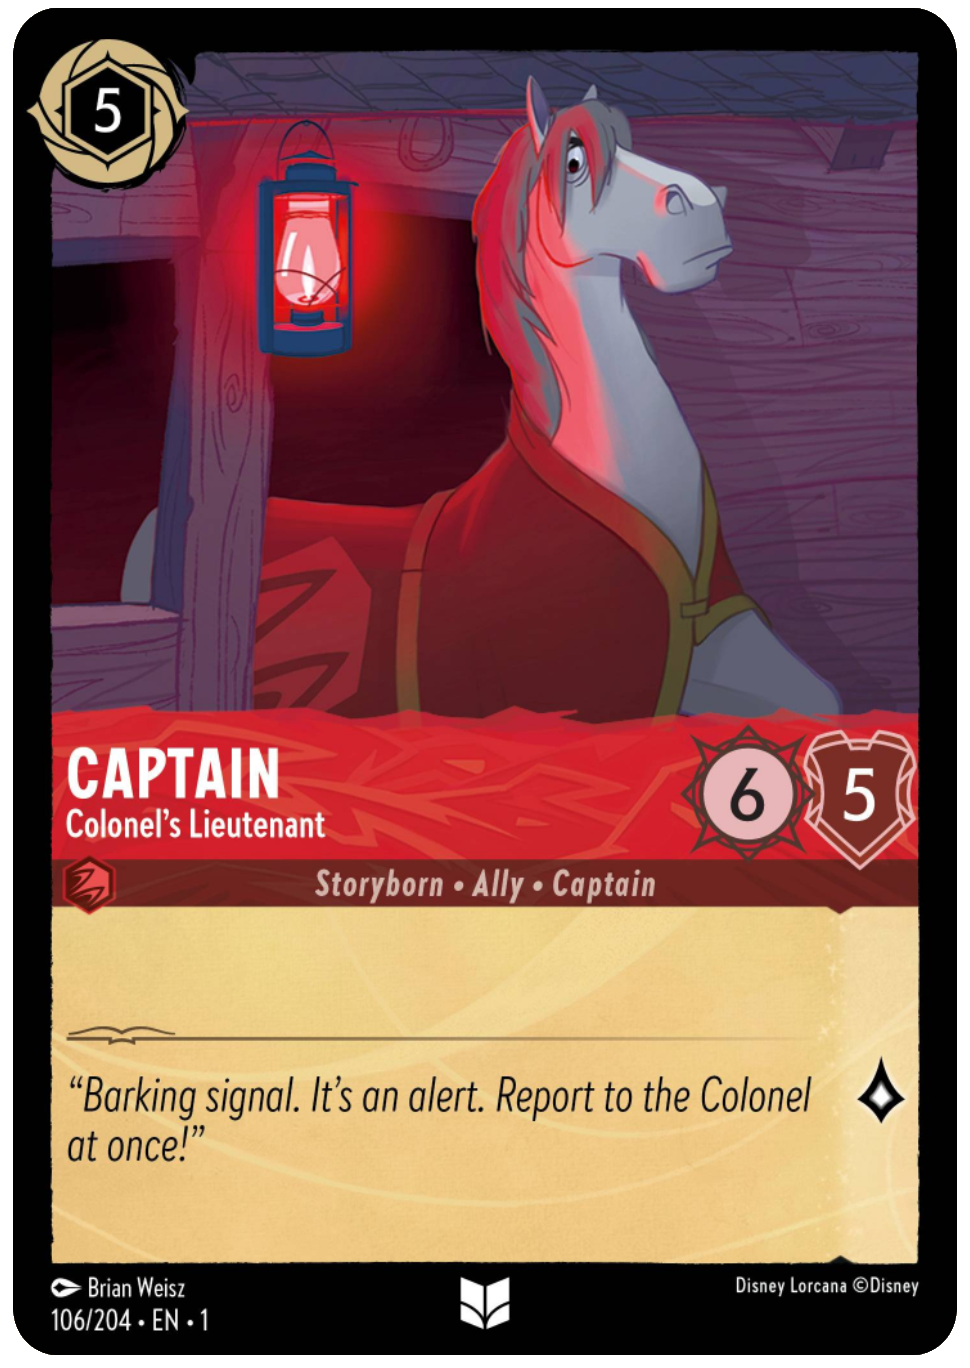 5
CAPTAIN
Colonel’s Lieutenant
6 5
Storyborn • Ally • Captain
“Barking signal. It’s an alert. Report to the Colonel
at once!”
Brian Weisz
106/204 • EN • 1
Disney Lorcana ©Disney